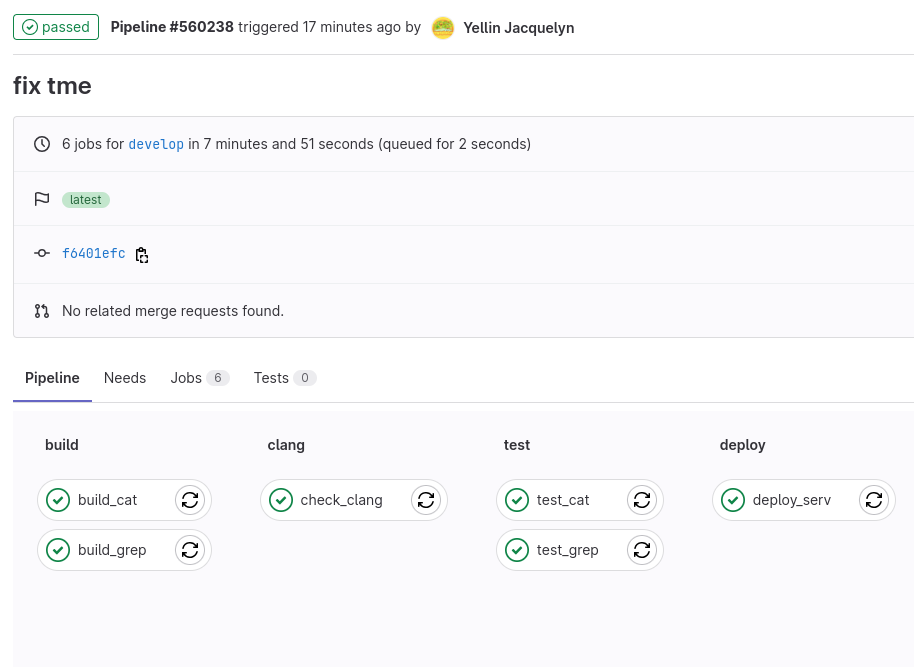 passed Pipeline #560238 triggered 17 minutes ago by Yellin Jacquelyn
fix tme
6 jobs for develop in 7 minutes and 51 seconds (queued for 2 seconds)
latest
f6401efc
No related merge requests found.
Pipeline Needs Jobs 6 Tests 0
build clang test deploy
build_cat check_clang test_cat deploy_serv
build_grep test_grep